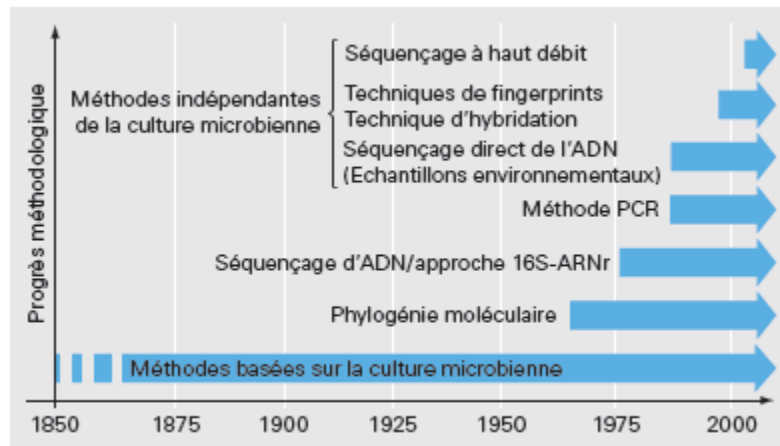 Progrès méthodologique
Méthodes indépendantes
de la culture microbienne
Séquençage à haut débit
Techniques de fingerprints
Technique d'hybridation
Séquençage direct de l'ADN
(Echantillons environnementaux)
Méthode PCR
Séquençage d'ADN/approche 16S-ARNr
Phylogénie moléculaire
Méthodes basées sur la culture microbienne
1850 1875 1900 1925 1950 1975 2000